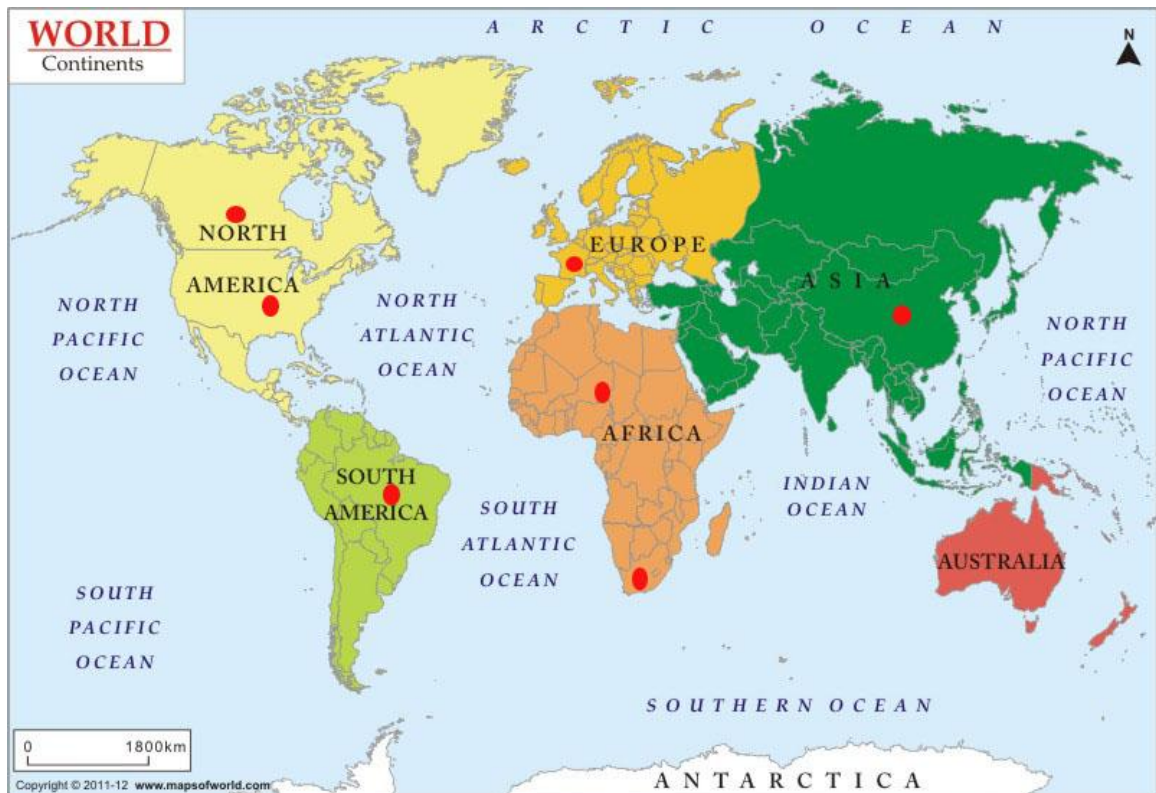 WORLD
Continents
ARCTIC OCEAN
N
NORTH
AMERICA
EUROPE
ASIA
NORTH
PACIFIC
OCEAN
NORTH
ATLANTIC
OCEAN
NORTH
PACIFIC
OCEAN
AFRICA
SOUTH
AMERICA
INDIAN
OCEAN
SOUTH
ATLANTIC
OCEAN
AUSTRALIA
SOUTH
PACIFIC
OCEAN
SOUTHERN OCEAN
0 1800km
ANTARCTICA
Copyright © 2011-12 www.mapsofworld.com